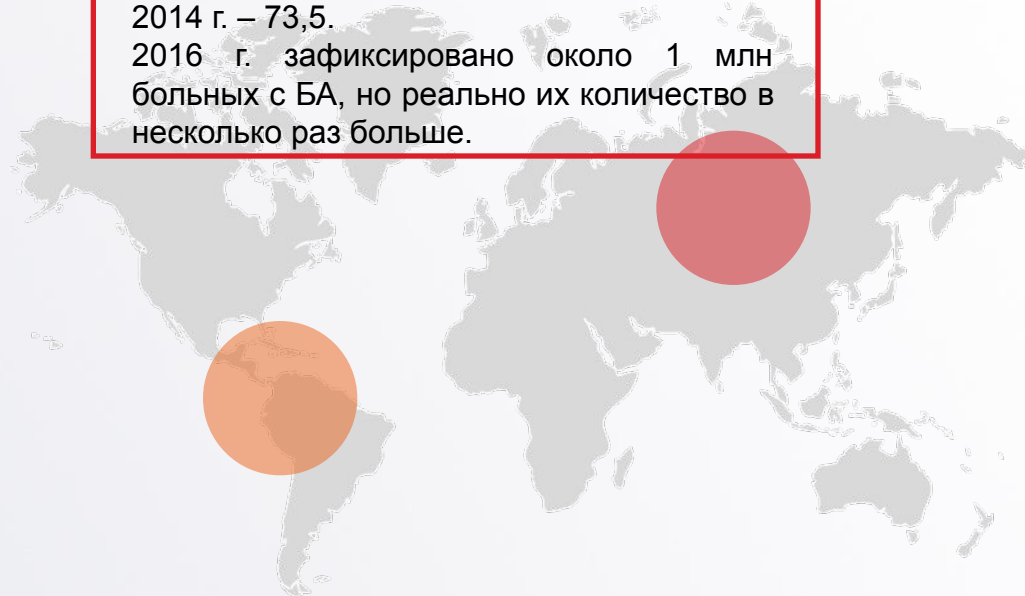 2014 г. – 73,5.
2016 г. зафиксировано около 1 млн
больных с БА, но реально их количество в
несколько раз больше.